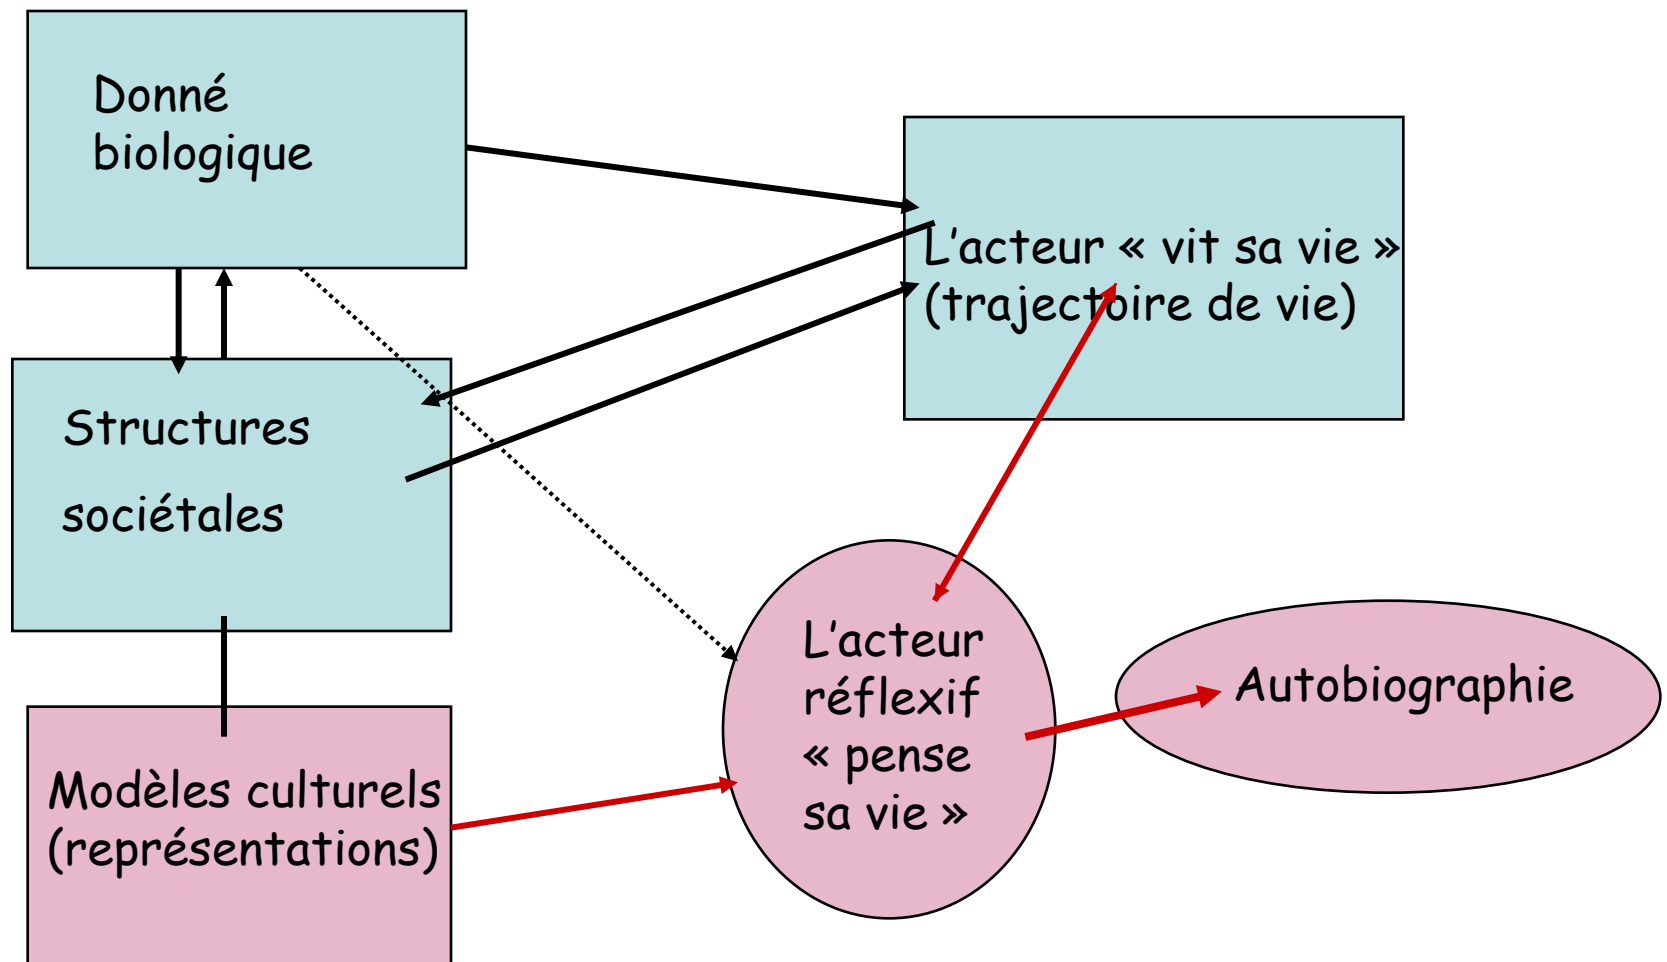 Donné
biologique
L'acteur « vit sa vie »
(trajectoire de vie)
Structures
sociétales
L'acteur
réflexif
« pense
sa vie »
Autobiographie
Modèles culturels
(représentations)